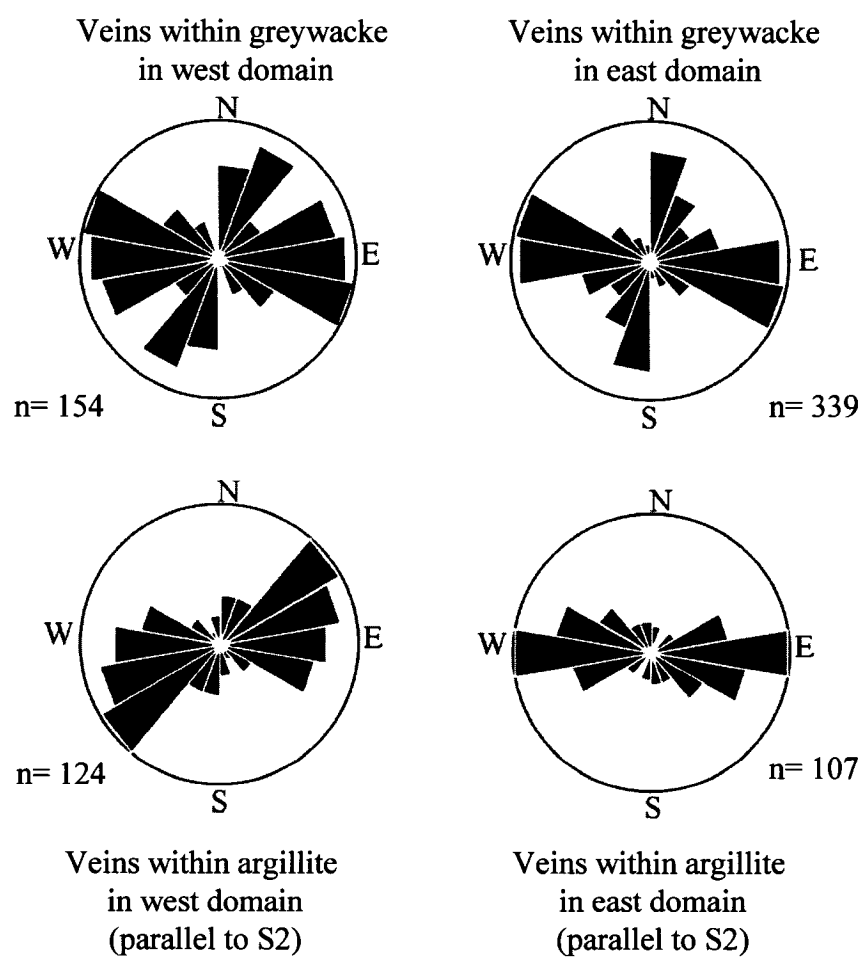 Veins within greywacke
in west domain
N
W
E
S
n= 154
Veins within greywacke
in east domain
N
W
E
S
n= 339
N
W
E
S
n= 124
Veins within argillite
in west domain
(parallel to S2)
N
W
E
S
n= 107
Veins within argillite
in east domain
(parallel to S2)